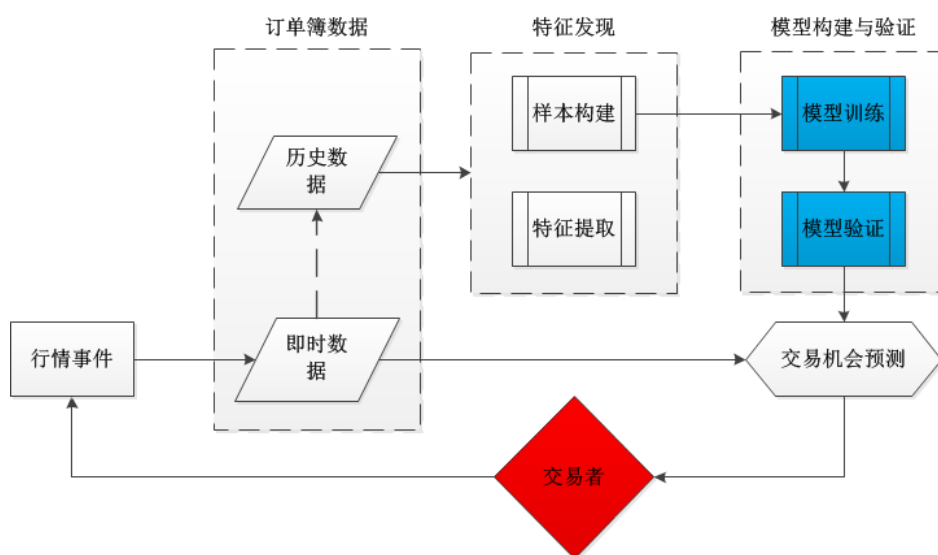 订单簿数据
特征发现
模型构建与验证
样本构建
模型训练
历史数
据
特征提取
模型验证
行情事件
即时数
据
交易机会预测
交易者